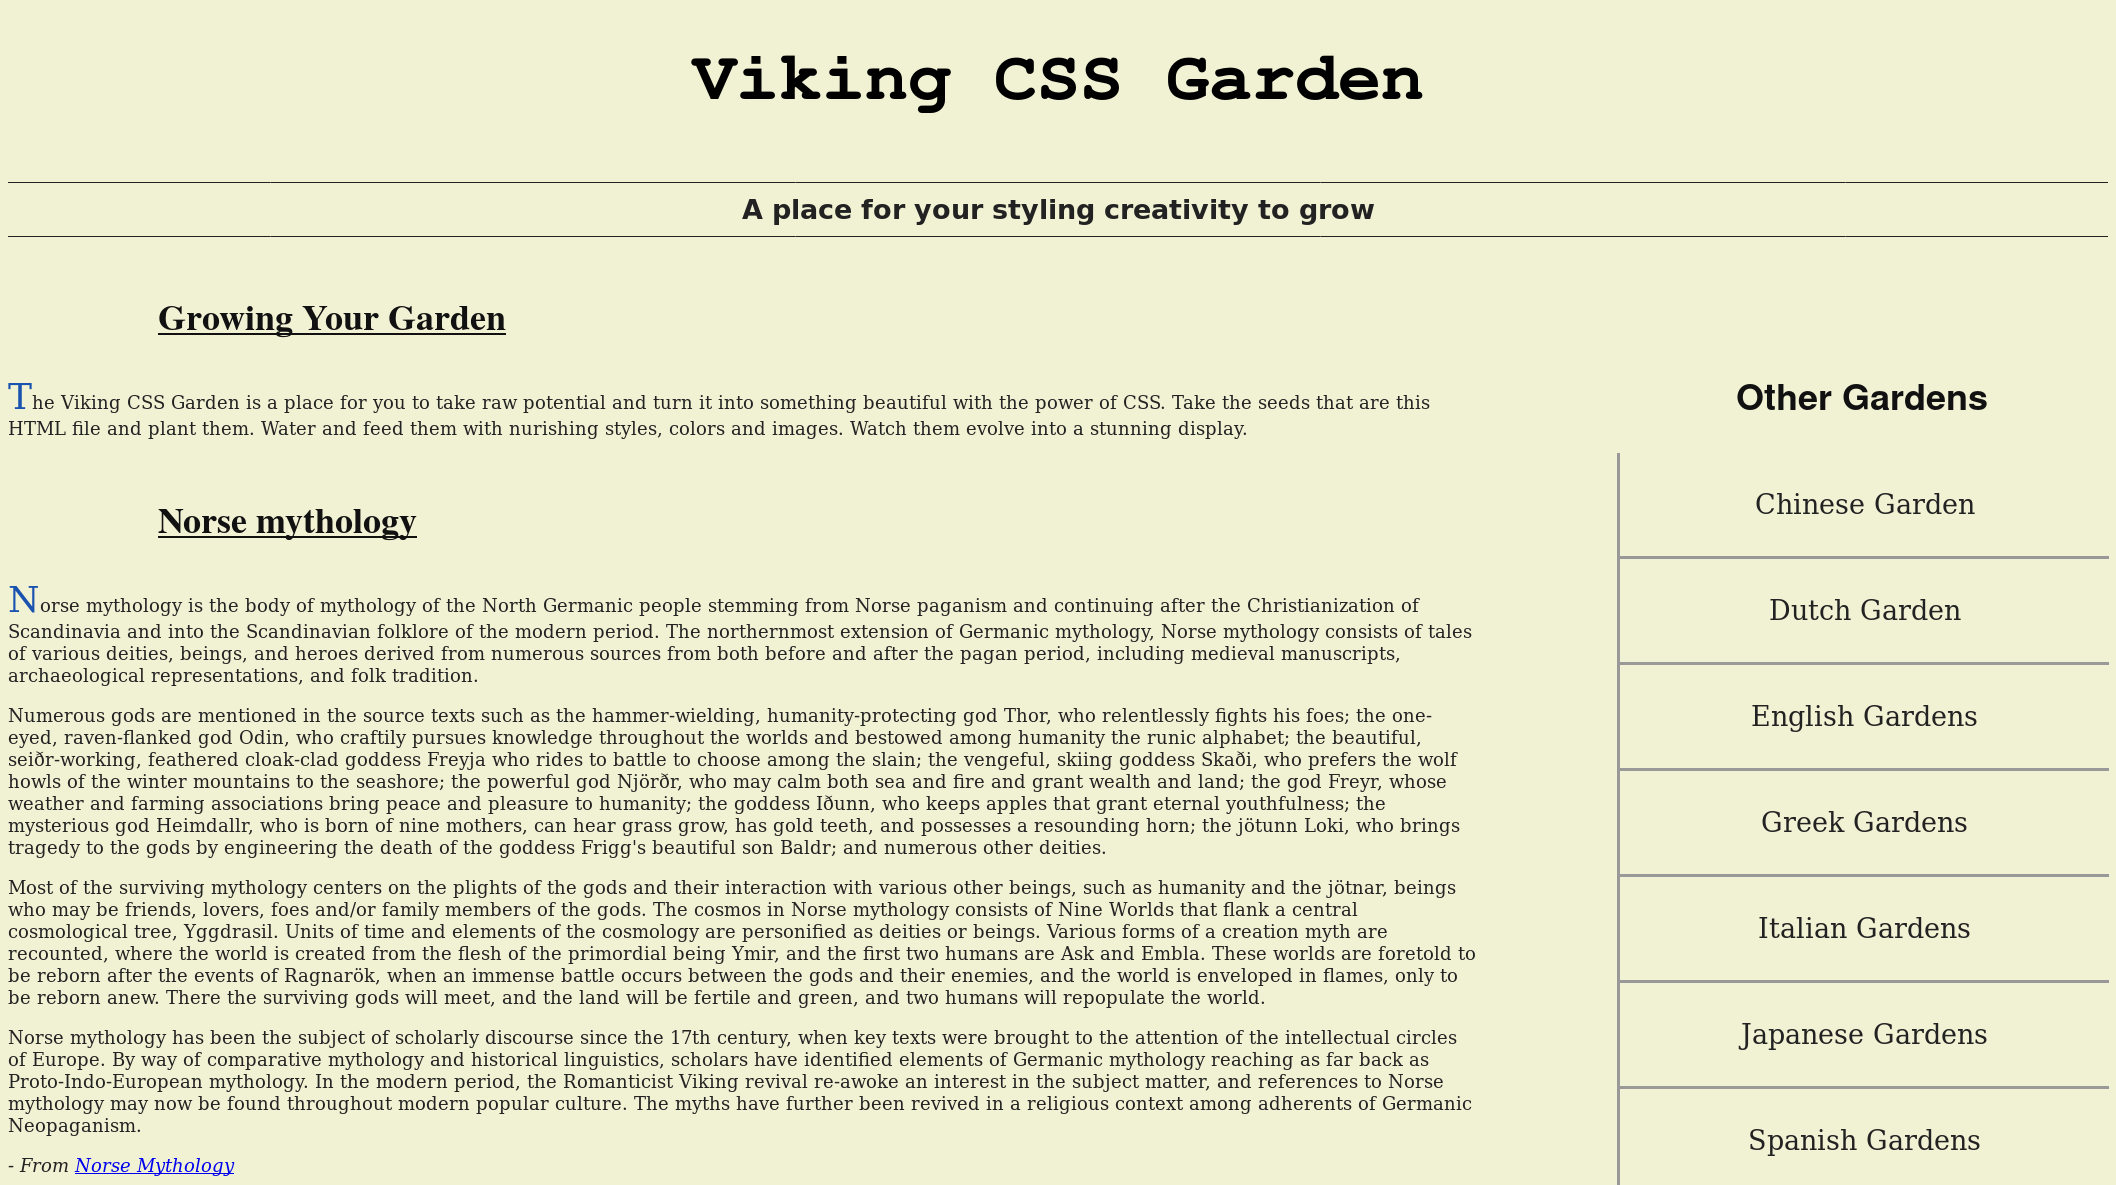 Viking CSS Garden
A place for your styling creativity to grow
Growing Your Garden
The Viking CSS Garden is a place for you to take raw potential and turn it into something beautiful with the power of CSS. Take the seeds that are this
HTML file and plant them. Water and feed them with nurishing styles, colors and images. Watch them evolve into a stunning display.
Norse mythology
Norse mythology is the body of mythology of the North Germanic people stemming from Norse paganism and continuing after the Christianization of
Scandinavia and into the Scandinavian folklore of the modern period. The northernmost extension of Germanic mythology, Norse mythology consists of tales
of various deities, beings, and heroes derived from numerous sources from both before and after the pagan period, including medieval manuscripts,
archaeological representations, and folk tradition.
Numerous gods are mentioned in the source texts such as the hammer-wielding, humanity-protecting god Thor, who relentlessly fights his foes; the one-
eyed, raven-flanked god Odin, who craftily pursues knowledge throughout the worlds and bestowed among humanity the runic alphabet; the beautiful,
seiðr-working, feathered cloak-clad goddess Freyja who rides to battle to choose among the slain; the vengeful, skiing goddess Skaði, who prefers the wolf
howls of the winter mountains to the seashore; the powerful god Njörðr, who may calm both sea and fire and grant wealth and land; the god Freyr, whose
weather and farming associations bring peace and pleasure to humanity; the goddess Iðunn, who keeps apples that grant eternal youthfulness; the
mysterious god Heimdallr, who is born of nine mothers, can hear grass grow, has gold teeth, and possesses a resounding horn; the jötunn Loki, who brings
tragedy to the gods by engineering the death of the goddess Frigg's beautiful son Baldr; and numerous other deities.
Most of the surviving mythology centers on the plights of the gods and their interaction with various other beings, such as humanity and the jötnar, beings
who may be friends, lovers, foes and/or family members of the gods. The cosmos in Norse mythology consists of Nine Worlds that flank a central
cosmological tree, Yggdrasil. Units of time and elements of the cosmology are personified as deities or beings. Various forms of a creation myth are
recounted, where the world is created from the flesh of the primordial being Ymir, and the first two humans are Ask and Embla. These worlds are foretold to
be reborn after the events of Ragnarök, when an immense battle occurs between the gods and their enemies, and the world is enveloped in flames, only to
be reborn anew. There the surviving gods will meet, and the land will be fertile and green, and two humans will repopulate the world.
Norse mythology has been the subject of scholarly discourse since the 17th century, when key texts were brought to the attention of the intellectual circles
of Europe. By way of comparative mythology and historical linguistics, scholars have identified elements of Germanic mythology reaching as far back as
Proto-Indo-European mythology. In the modern period, the Romanticist Viking revival re-awoke an interest in the subject matter, and references to Norse
mythology may now be found throughout modern popular culture. The myths have further been revived in a religious context among adherents of Germanic
Neopaganism.
- From Norse Mythology
Other Gardens
Chinese Garden
Dutch Garden
English Gardens
Greek Gardens
Italian Gardens
Japanese Gardens
Spanish Gardens